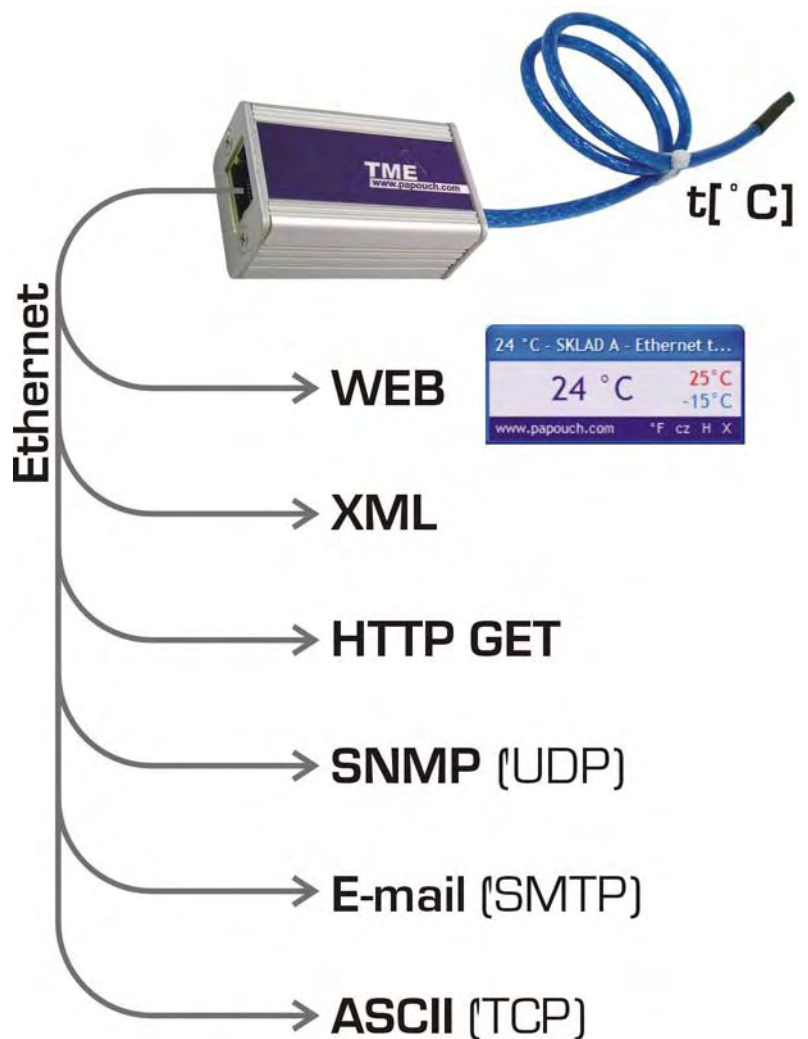 TME
www.papouch.com
t[°C]
Ethernet
24 °C - SKLAD A - Ethernet t...
24 °C
25°C
-15°C
www.papouch.com °F cz H X
WEB
XML
HTTP GET
SNMP (UDP)
E-mail (SMTP)
ASCII (TCP)